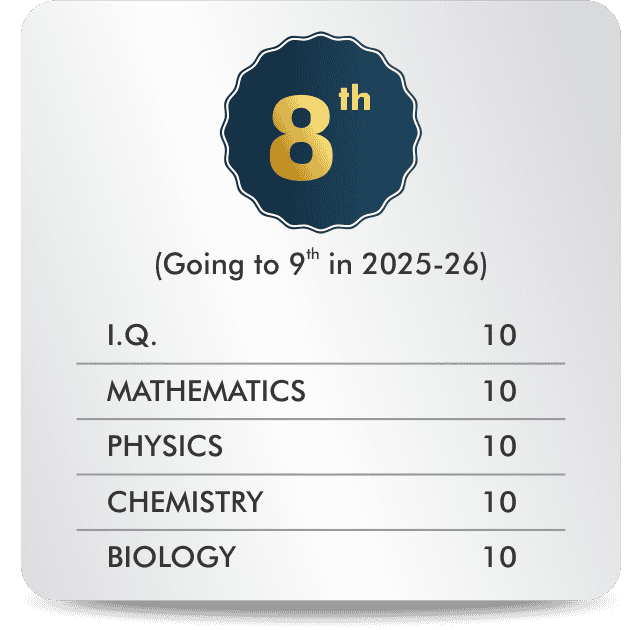 8th
(Going to 9th in 2025-26)
I.Q. 10
MATHEMATICS 10
PHYSICS 10
CHEMISTRY 10
BIOLOGY 10